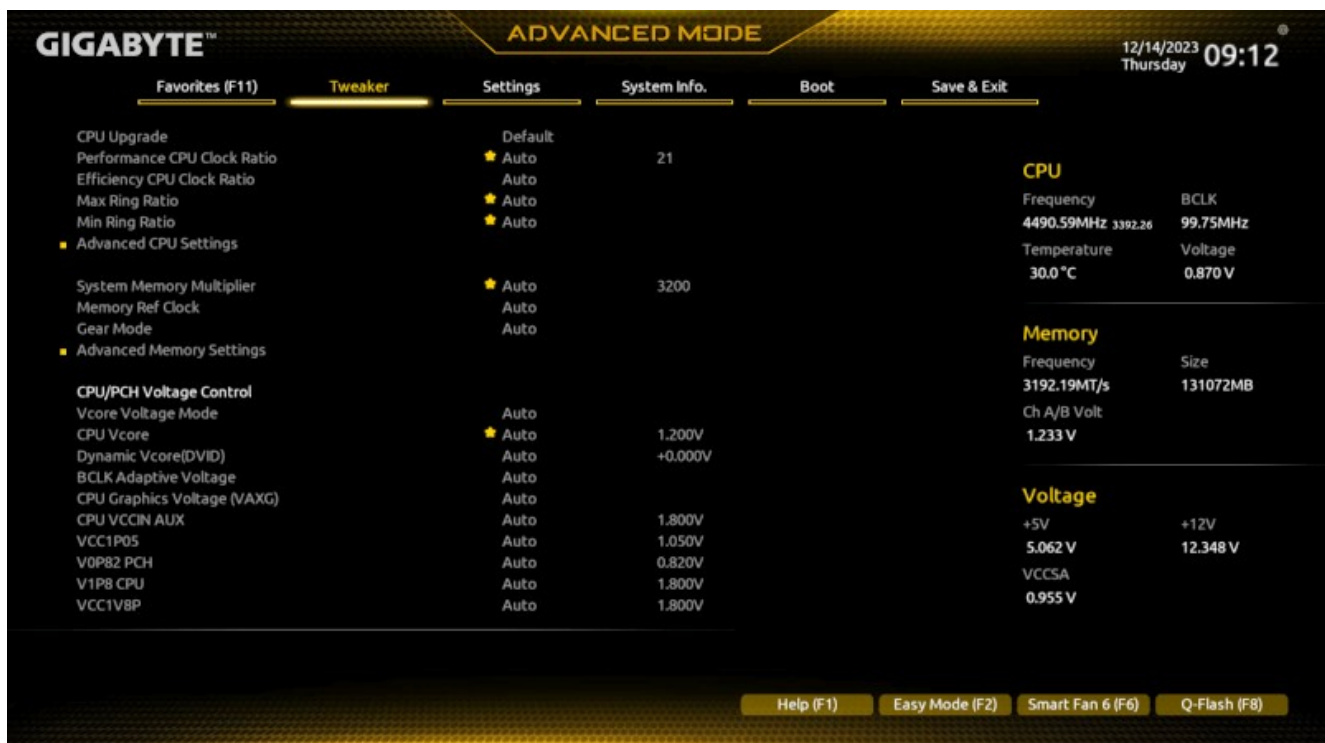 GIGABYTE™
ADVANCED MODE
12/14/2023 09:12
Thursday
Favorites (F11) Tweaker Settings System Info. Boot Save & Exit
CPU Upgrade Default
Performance CPU Clock Ratio Auto 21
Efficiency CPU Clock Ratio Auto
Max Ring Ratio Auto
Min Ring Ratio Auto
Advanced CPU Settings
System Memory Multiplier Auto 3200
Memory Ref Clock Auto
Gear Mode Auto
Advanced Memory Settings
CPU/PCH Voltage Control
Vcore Voltage Mode Auto
CPU Vcore Auto 1.200V
Dynamic Vcore(DVID) Auto +0.000V
BCLK Adaptive Voltage Auto
CPU Graphics Voltage (VAXG) Auto
CPU VCCIN AUX Auto 1.800V
VCC1P05 Auto 1.050V
V0P82 PCH Auto 0.820V
V1P8 CPU Auto 1.800V
VCC1V8P Auto 1.800V
CPU
Frequency BCLK
4490.59MHz 3392.26 99.75MHz
Temperature Voltage
30.0 °C 0.870 V
Memory
Frequency Size
3192.19MT/s 131072MB
Ch A/B Volt
1.233 V
Voltage
+5V +12V
5.062 V 12.348 V
VCCSA
0.955 V
Help (F1) Easy Mode (F2) Smart Fan 6 (F6) Q-Flash (F8)